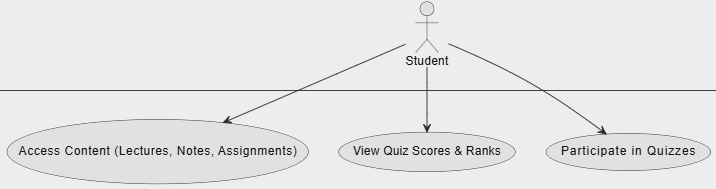 Student
Access Content (Lectures, Notes, Assignments)
View Quiz Scores & Ranks
Participate in Quizzes